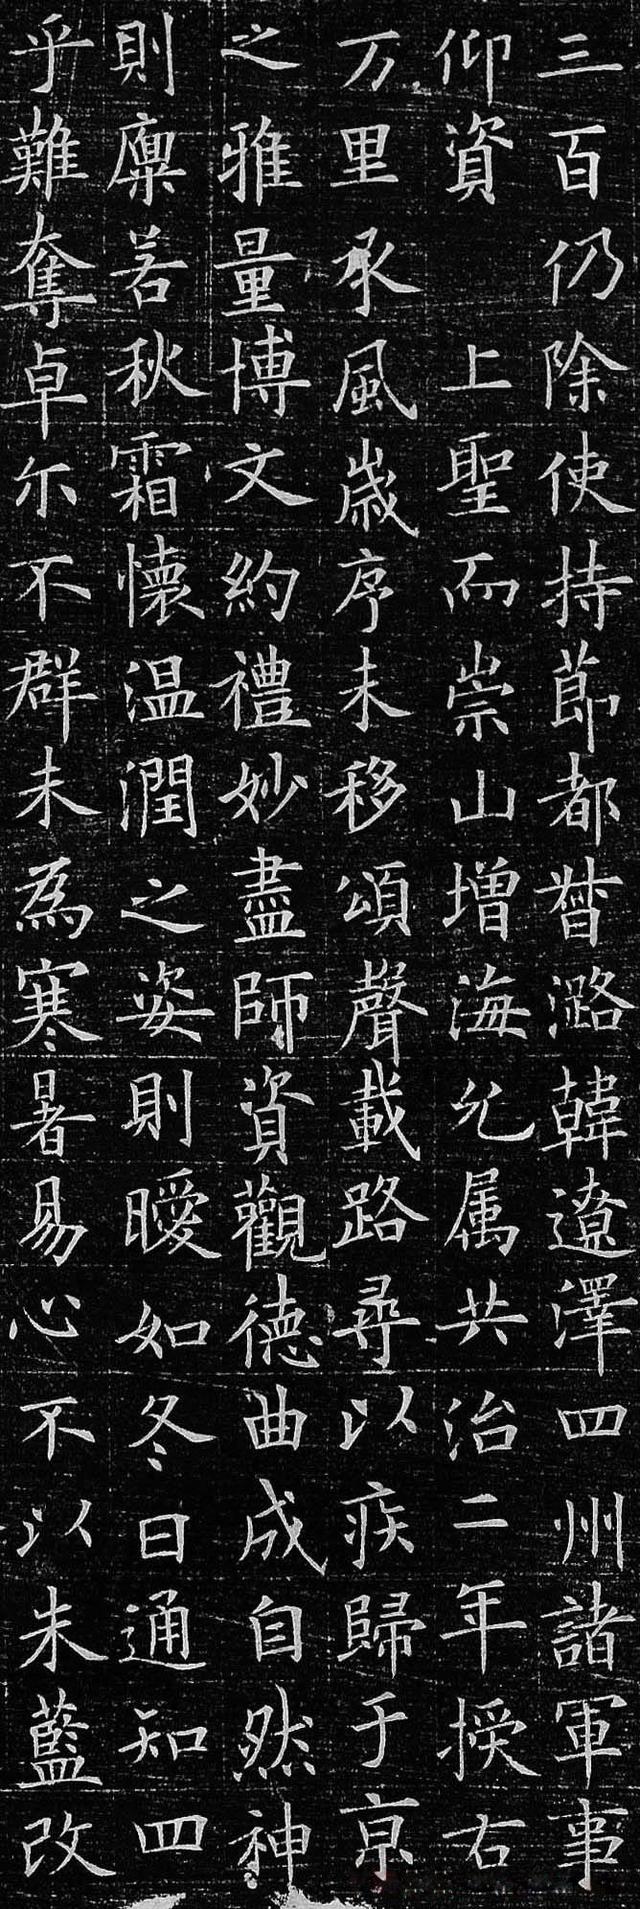 三百仍除使持節都督潞韓遼澤四州諸軍事
仰資 上聖而崇山增海允属共治二年授右
万里承風歲序未移頌聲載路尋以疾歸于京
之雅量博文約禮妙盡師資觀德曲成自然神
則廩若秋霜懷温潤之姿則曖如冬日通知四
乎難奪卓尓不群未為寒暑易心不以朱藍改